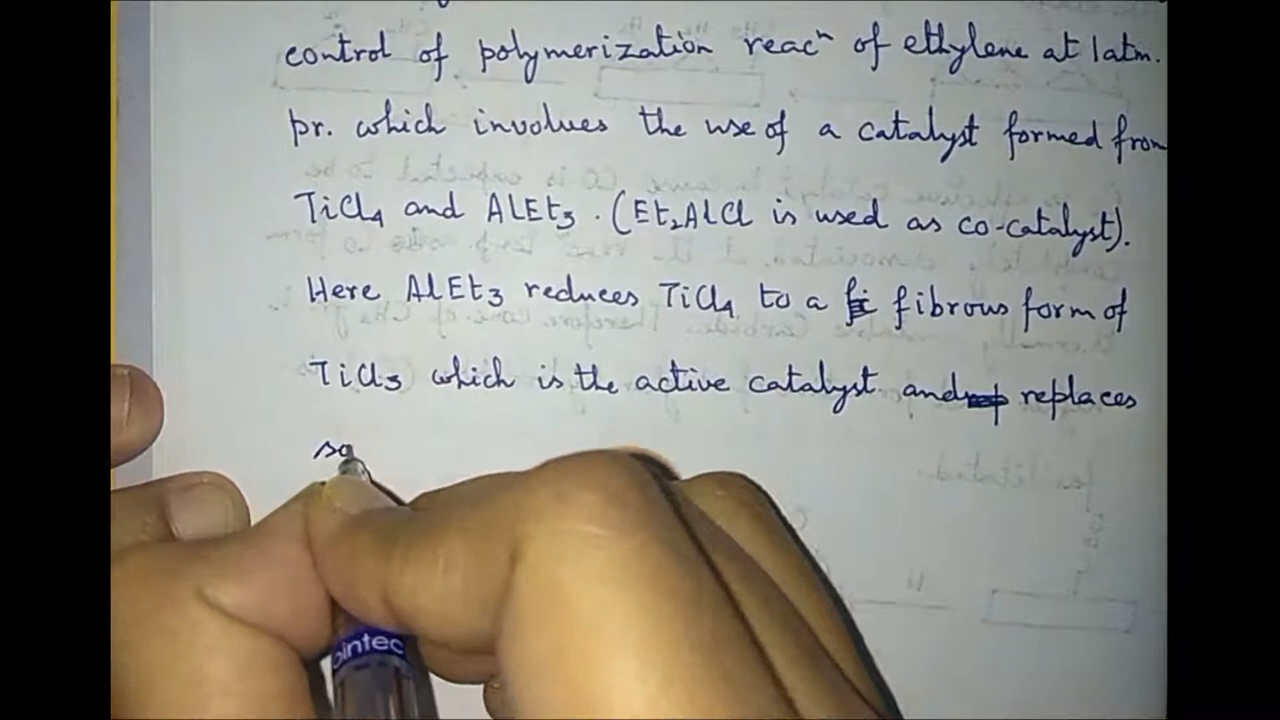 control of polymerization reacⁿ of ethylene at 1atm.
pr. which involves the use of a catalyst formed from
TiCl₄ and AlEt₃. (Et₂AlCl is used as co-catalyst).
Here AlEt₃ reduces TiCl₄ to a fibrous form of
TiCl₃ which is the active catalyst and replaces
so
ointec